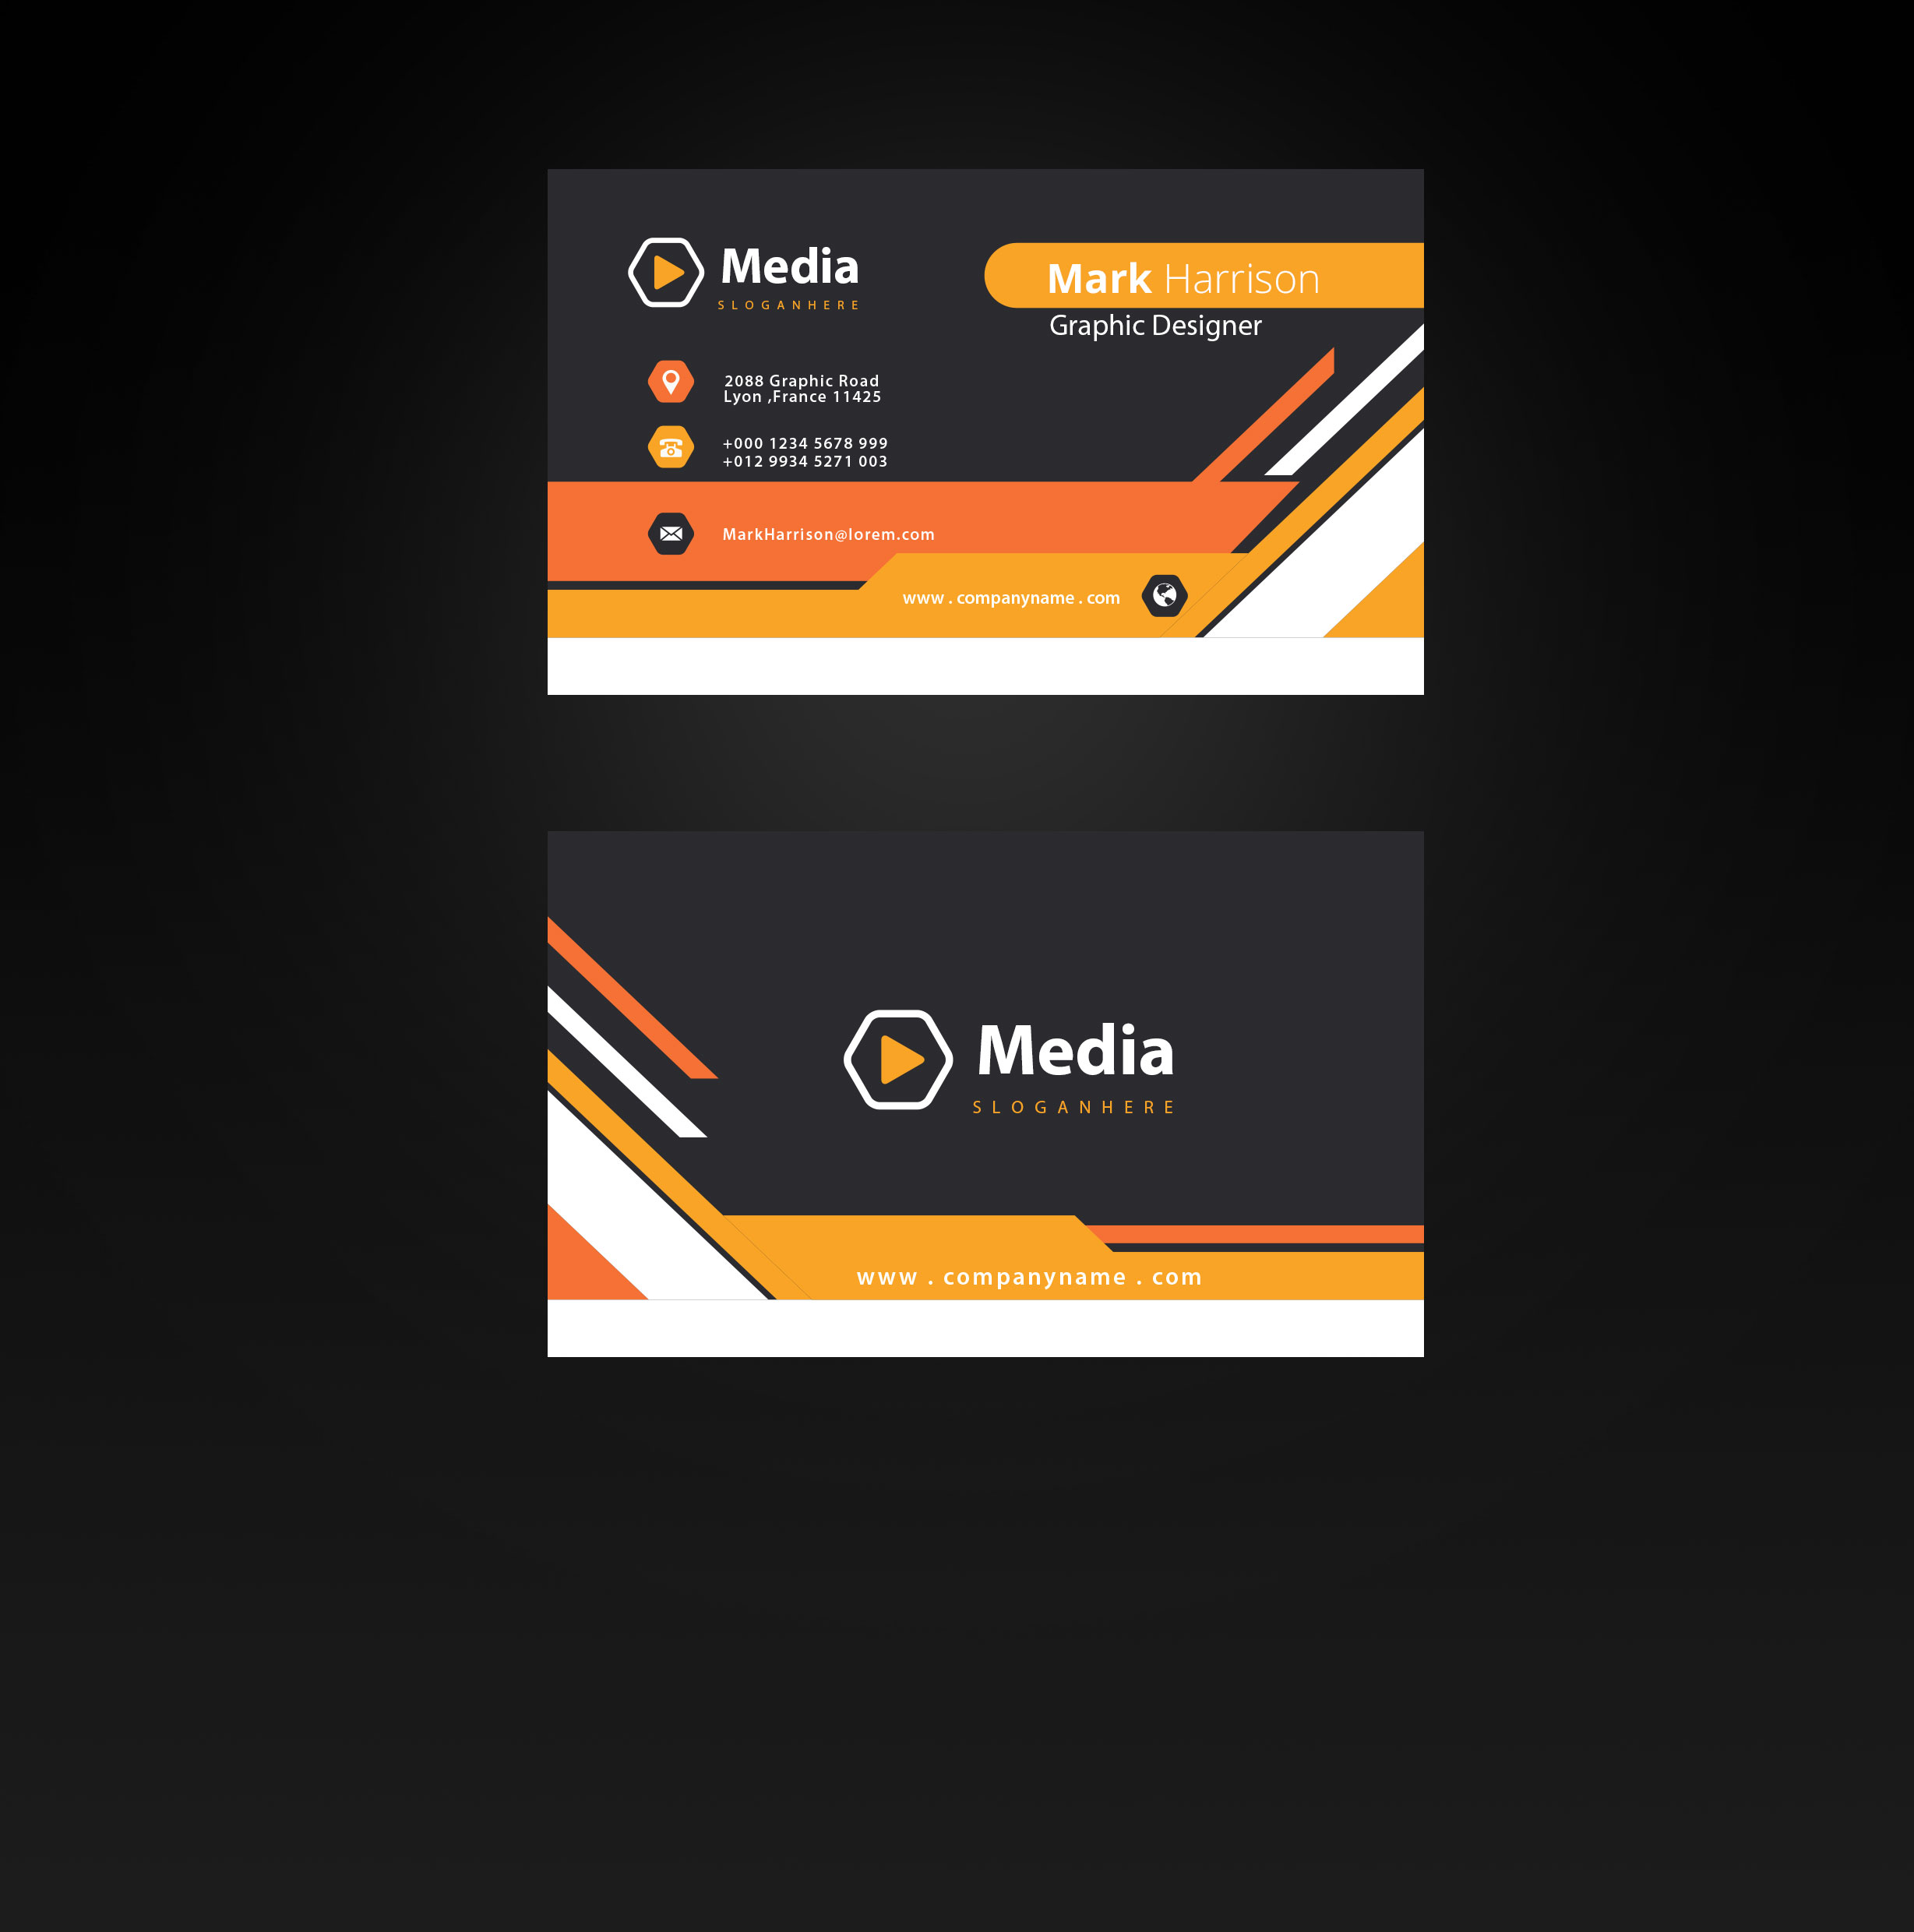 Media
SLOGANHERE
Mark Harrison
Graphic Designer
2088 Graphic Road
Lyon ,France 11425
+000 1234 5678 999
+012 9934 5271 003
MarkHarrison@lorem.com
www . companyname . com
Media
SLOGANHERE
www . companyname . com